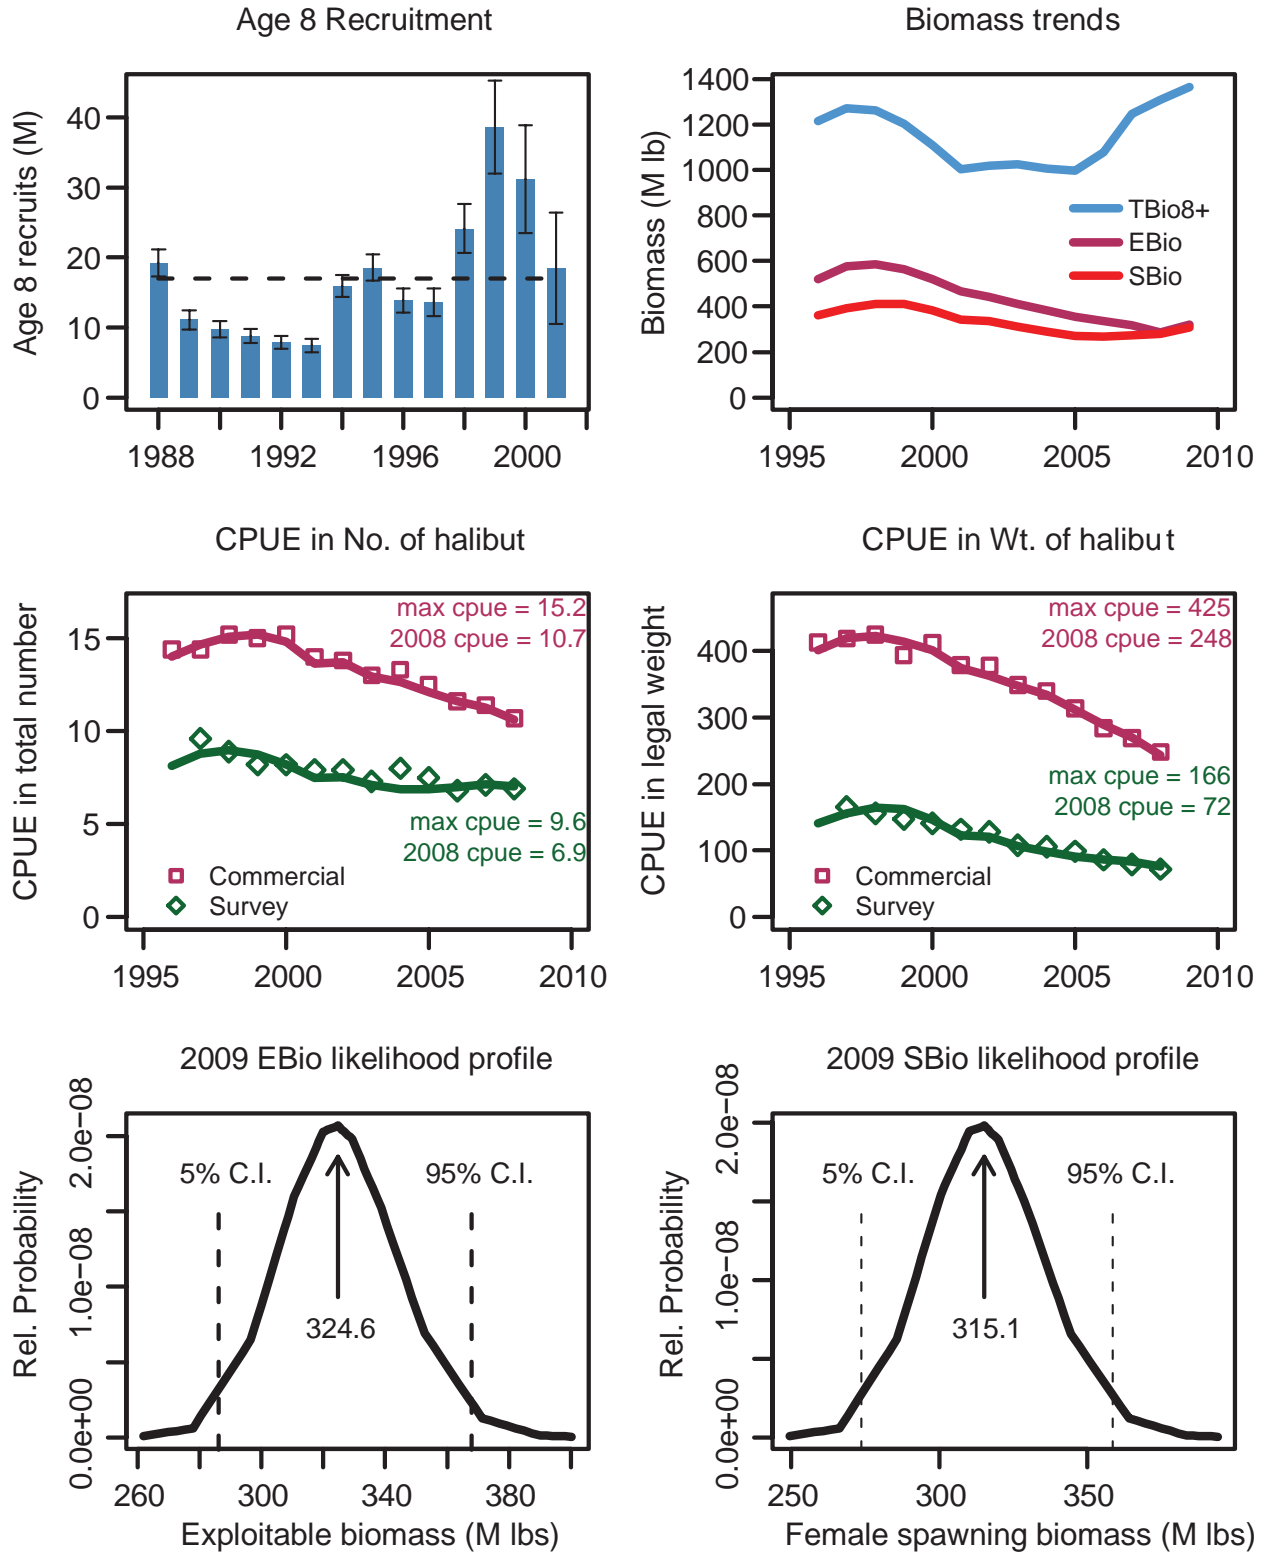 Age 8 Recruitment
Age 8 recruits (M)
40
30
20
10
0
1988
1992
1996
2000
Biomass trends
Biomass (M lb)
1400
1200
1000
800
600
400
200
0
TBio8+
EBio
SBio
1995
2000
2005
2010
CPUE in No. of halibut
CPUE in total number
15
10
5
0
max cpue = 15.2
2008 cpue = 10.7
max cpue = 9.6
2008 cpue = 6.9
Commercial
Survey
1995
2000
2005
2010
CPUE in Wt. of halibut
CPUE in legal weight
400
300
200
100
0
max cpue = 425
2008 cpue = 248
max cpue = 166
2008 cpue = 72
Commercial
Survey
1995
2000
2005
2010
2009 EBio likelihood profile
Rel. Probability
2.0e−08
1.0e−08
0.0e+00
5% C.I.
95% C.I.
324.6
260
300
340
380
Exploitable biomass (M lbs)
2009 SBio likelihood profile
Rel. Probability
2.0e−08
1.0e−08
0.0e+00
5% C.I.
95% C.I.
315.1
250
300
350
Female spawning biomass (M lbs)